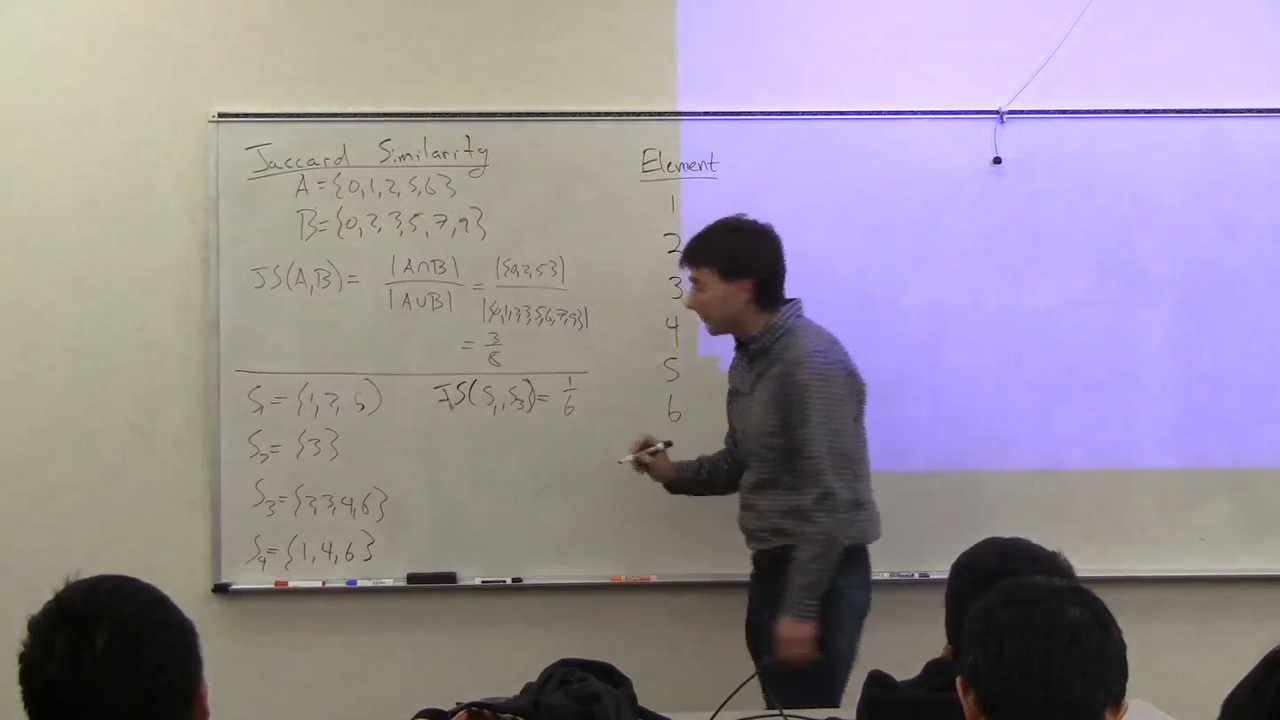 Jaccard Similarity
A = {0,1,2,5,6}
B = {0,2,3,5,7,9}
JS(A,B) = |A∩B| / |A∪B| = |{0,2,5}| / |{0,1,2,3,5,6,7,9}|
= 3/8
S₁ = {1,2,5}
JS(S₁,S₃) = 1/6
S₂ = {3}
S₃ = {2,3,4,6}
S₄ = {1,4,6}
Element
1
2
3
4
5
6